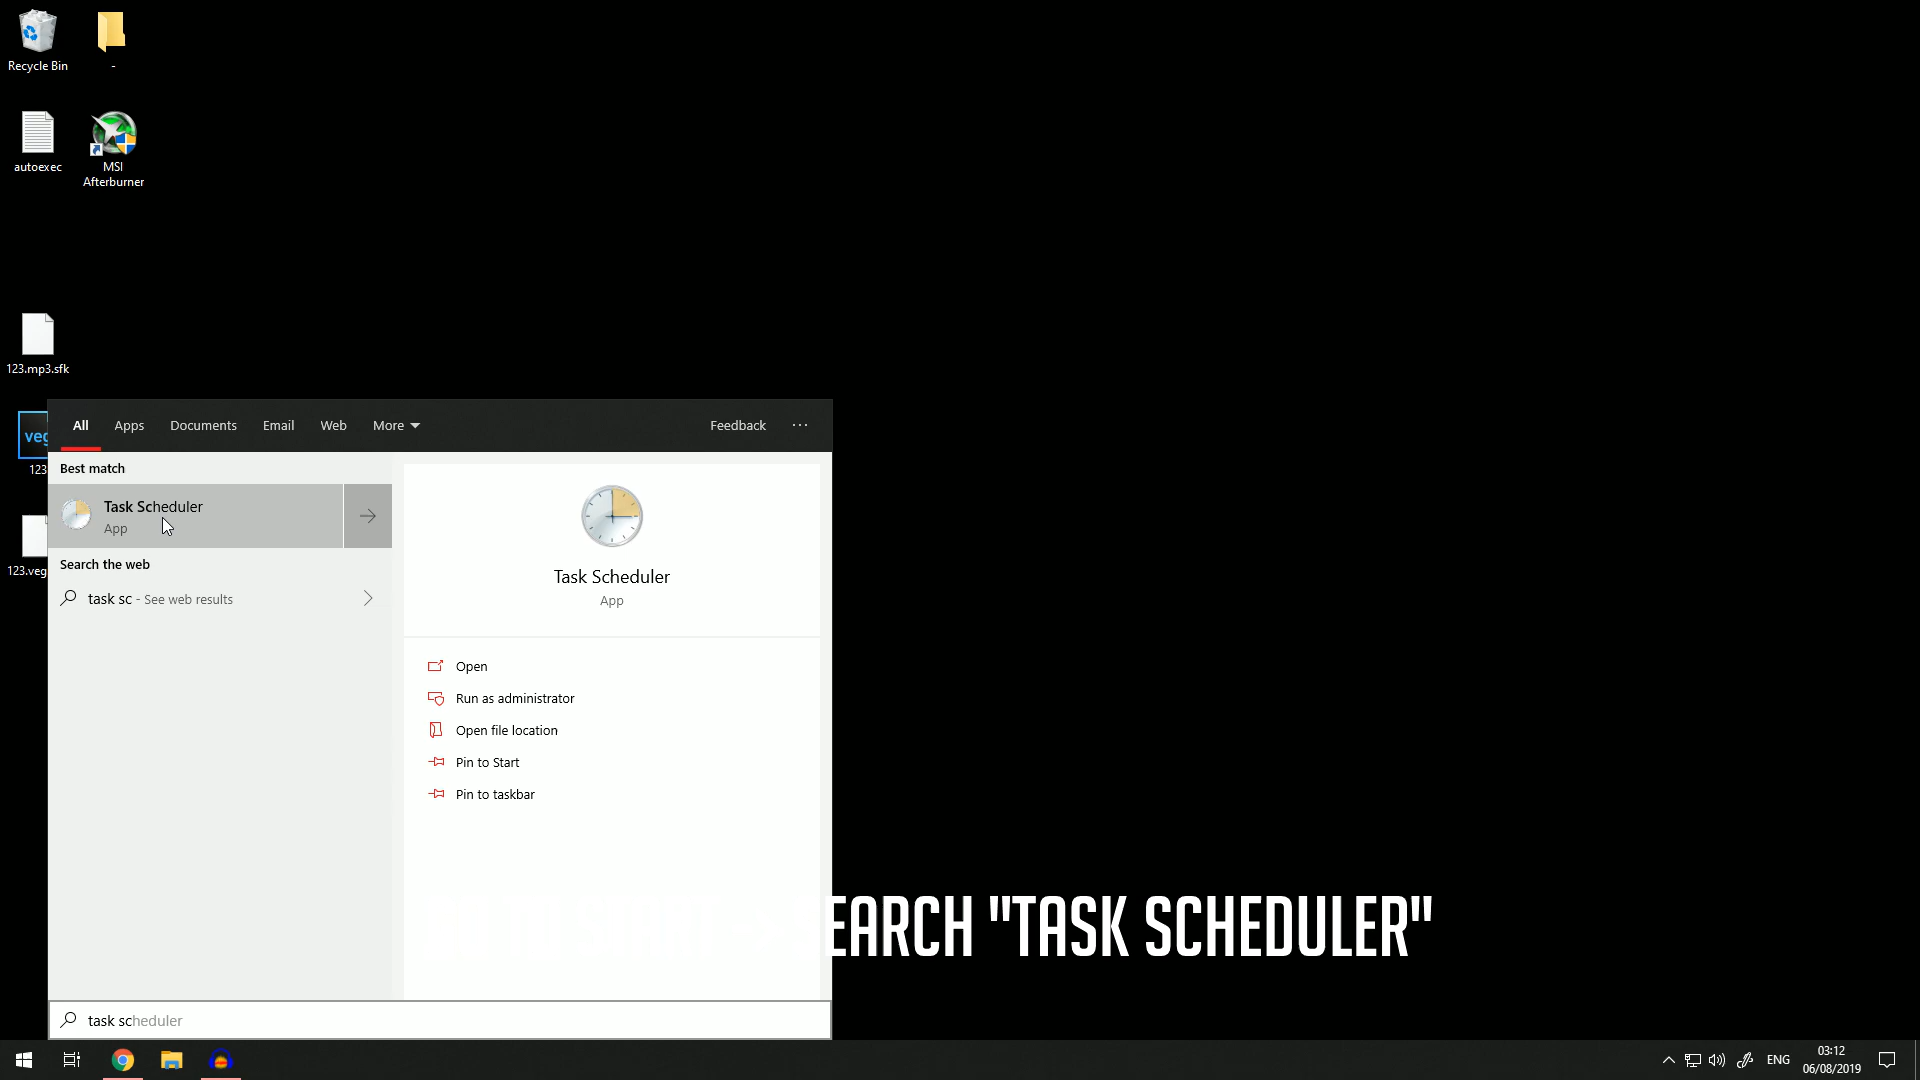 Recycle Bin
-
autoexec
MSI
Afterburner
123.mp3.sfk
veg
123
123.veg
All
Apps
Documents
Email
Web
More
Feedback
...
Best match
Task Scheduler
App
Search the web
task sc - See web results
Task Scheduler
App
Open
Run as administrator
Open file location
Pin to Start
Pin to taskbar
EARCH "TASK SCHEDULER"
task scheduler
ENG
03:12
06/08/2019